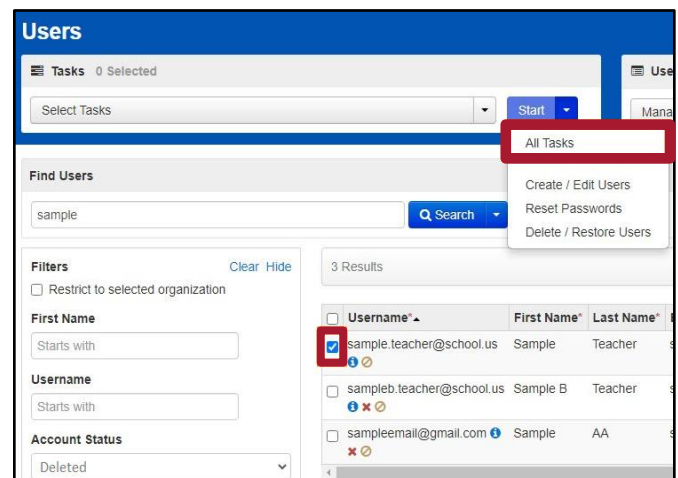 Users
Tasks 0 Selected
Use
Select Tasks
Start
Mana
All Tasks
Create / Edit Users
Reset Passwords
Delete / Restore Users
Find Users
sample
Search
Filters Clear Hide
Restrict to selected organization
First Name
Starts with
Username
Starts with
Account Status
Deleted
3 Results
Username* First Name* Last Name*
sample.teacher@school.us Sample Teacher s
sampleb.teacher@school.us Sample B Teacher s
sampleemail@gmail.com Sample AA s